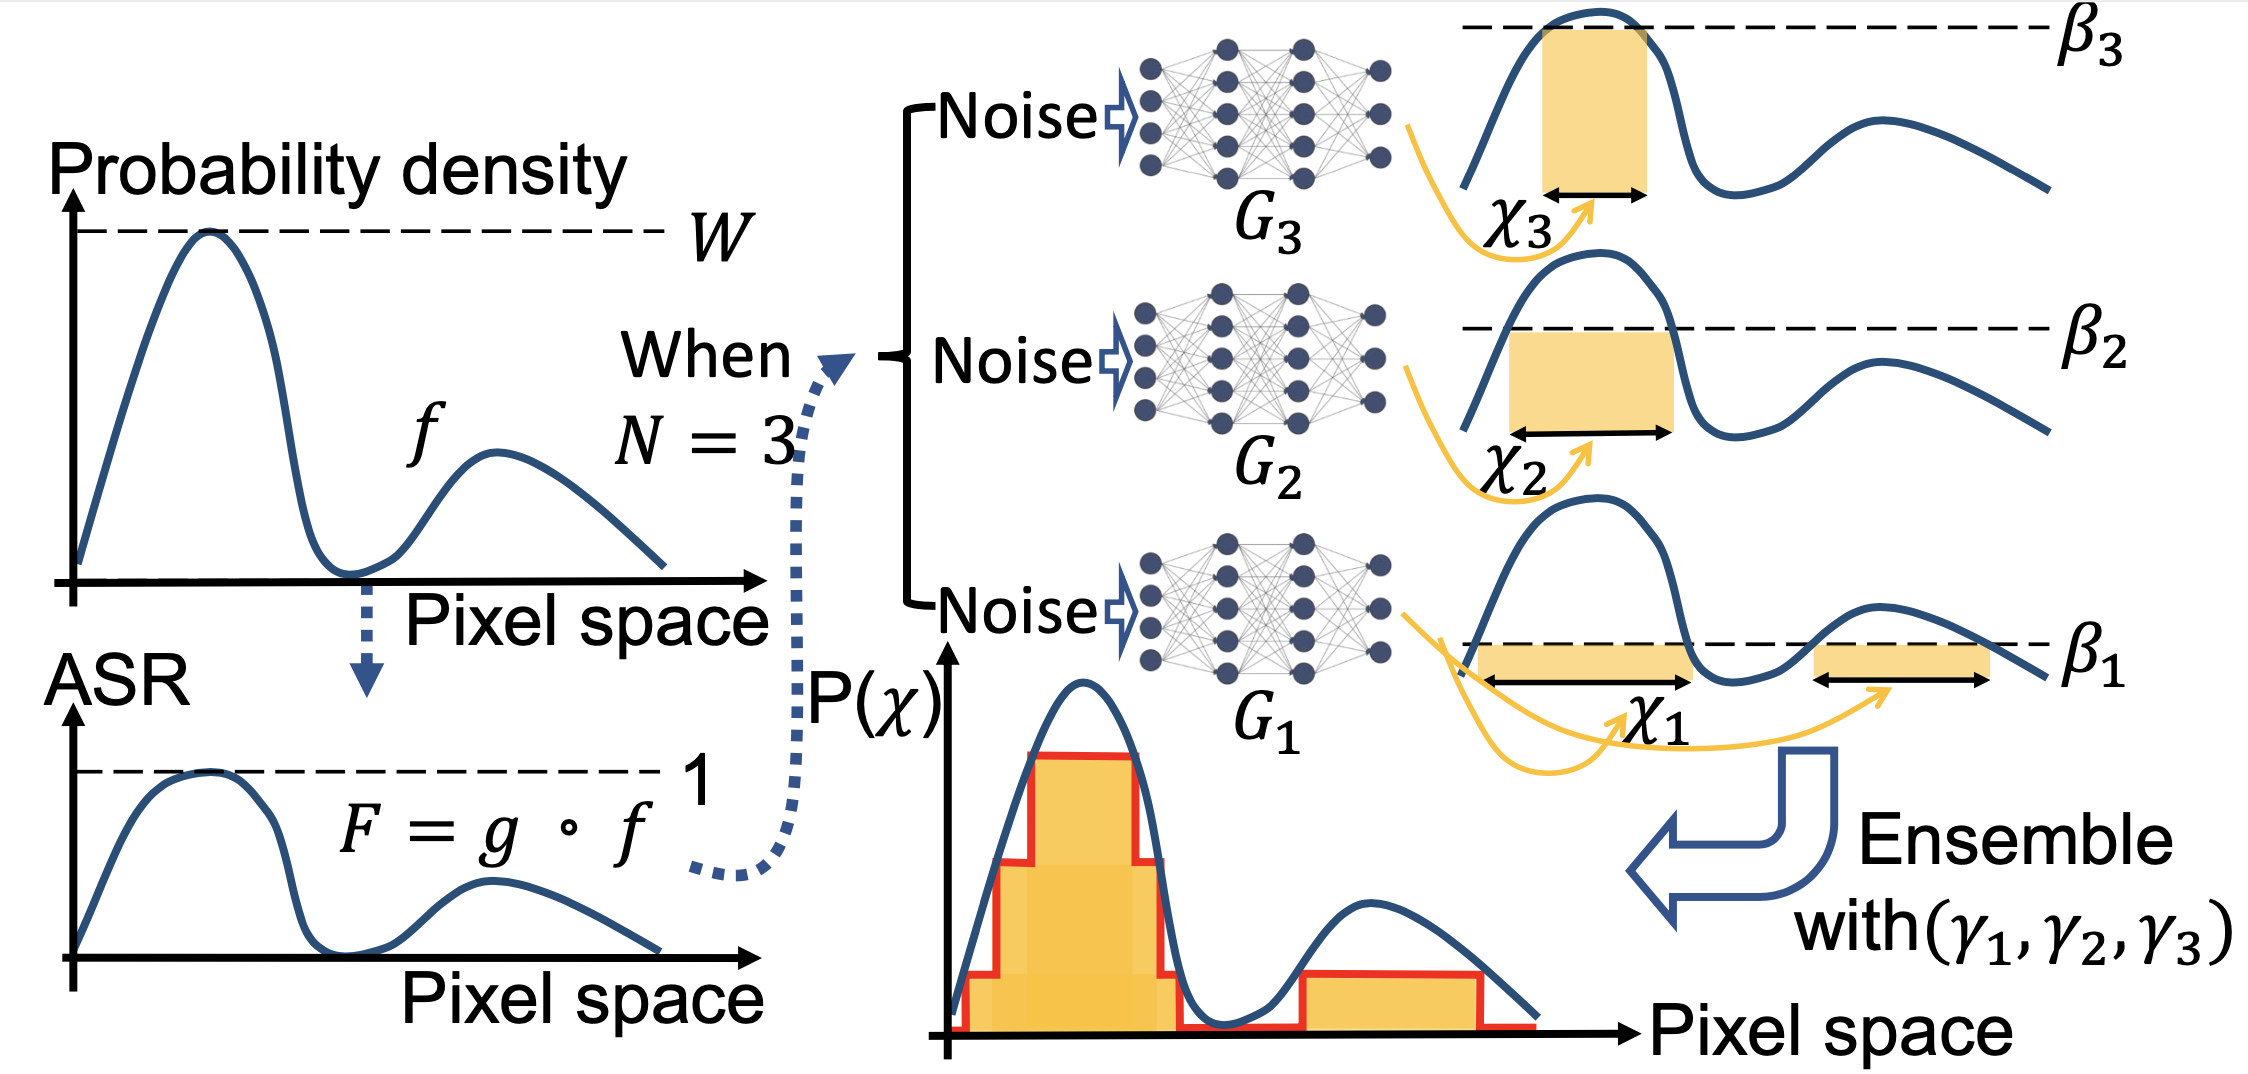 Probability density
W
f
When
N = 3
Pixel space
ASR
1
F = g ∘ f
Pixel space
Noise
G₃
β₃
χ₃
Noise
G₂
β₂
χ₂
Noise
G₁
β₁
χ₁
P(χ)
Ensemble
with(γ₁, γ₂, γ₃)
Pixel space